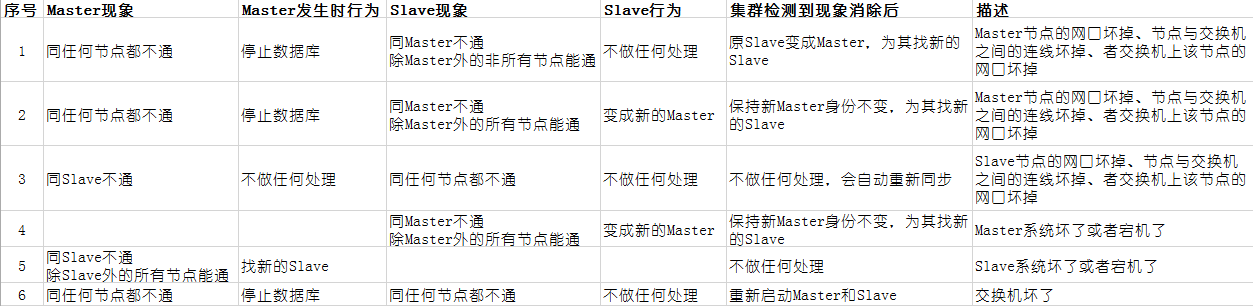 序号 Master现象 Master发生时行为 Slave现象 Slave行为 集群检测到现象消除后 描述
1 同任何节点都不通 停止数据库 同Master不通
除Master外的非所有节点能通 不做任何处理 原Slave变成Master，为其找新的
Slave Master节点的网□坏掉、节点与交换机
之间的连线坏掉、者交换机上该节点的
网□坏掉
2 同任何节点都不通 停止数据库 同Master不通
除Master外的所有节点能通 变成新的Master 保持新Master身份不变，为其找新
的Slave Master节点的网□坏掉、节点与交换机
之间的连线坏掉、者交换机上该节点的
网□坏掉
3 同Slave不通 不做任何处理 同任何节点都不通 不做任何处理 不做任何处理，会自动重新同步 Slave节点的网□坏掉、节点与交换机
之间的连线坏掉、者交换机上该节点的
网□坏掉
4 同Master不通
除Master外的所有节点能通 变成新的Master 保持新Master身份不变，为其找新
的Slave Master系统坏了或者宕机了
5 同Slave不通
除Slave外的所有节点能通 找新的Slave 不做任何处理 Slave系统坏了或者宕机了
6 同任何节点都不通 停止数据库 同任何节点都不通 不做任何处理 重新启动Master和Slave 交换机坏了